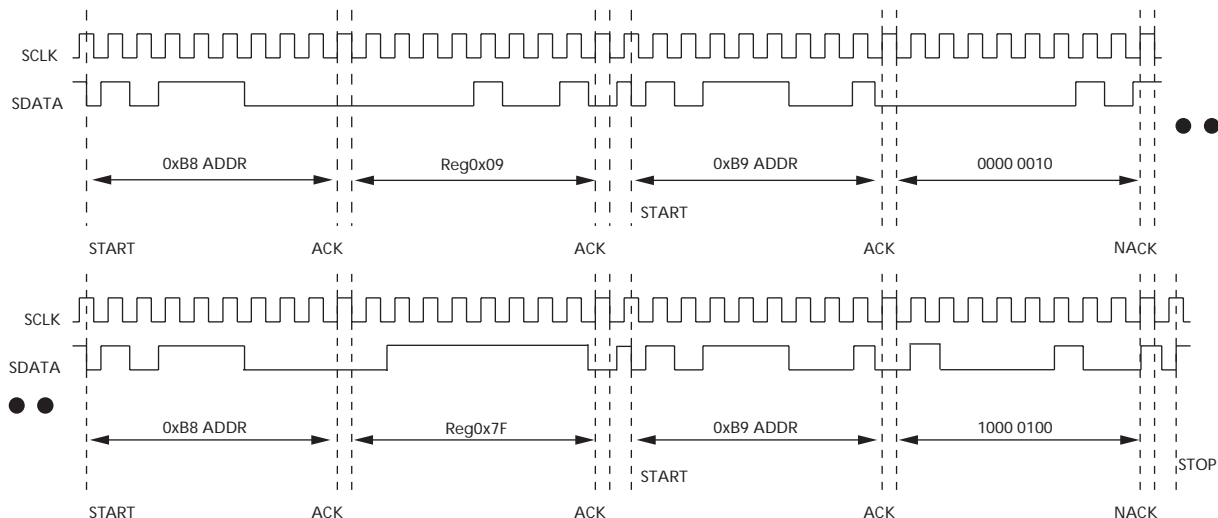 SCLK
SDATA
0xB8 ADDR Reg0x09 0xB9 ADDR 0000 0010
START
START ACK ACK ACK NACK
SCLK
SDATA
0xB8 ADDR Reg0x7F 0xB9 ADDR 1000 0100
START STOP
START ACK ACK ACK NACK